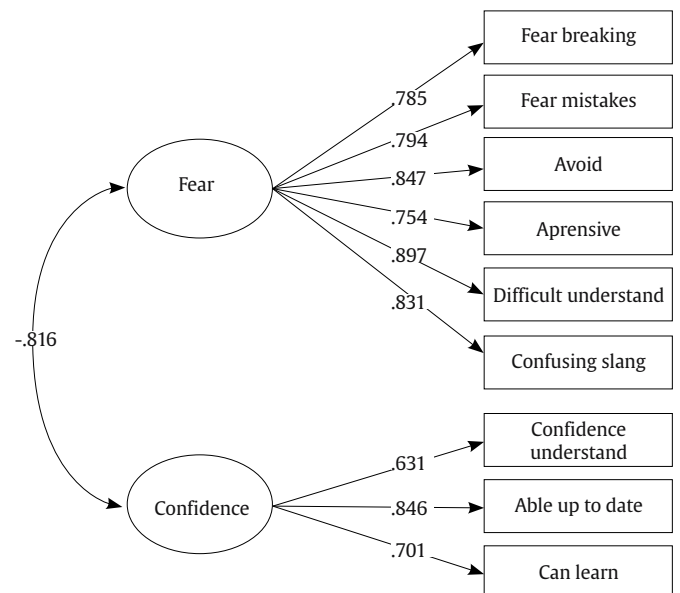 Fear breaking
.785
Fear mistakes
.794
Fear
Avoid
.847
.754
Aprensive
.897
Difficult understand
.831
Confusing slang
-.816
Confidence
understand
.631
Confidence
.846
Able up to date
.701
Can learn